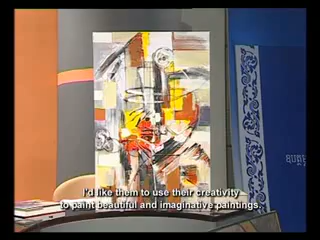 I'd like them to use their creativity
to paint beautiful and imaginative paintings.